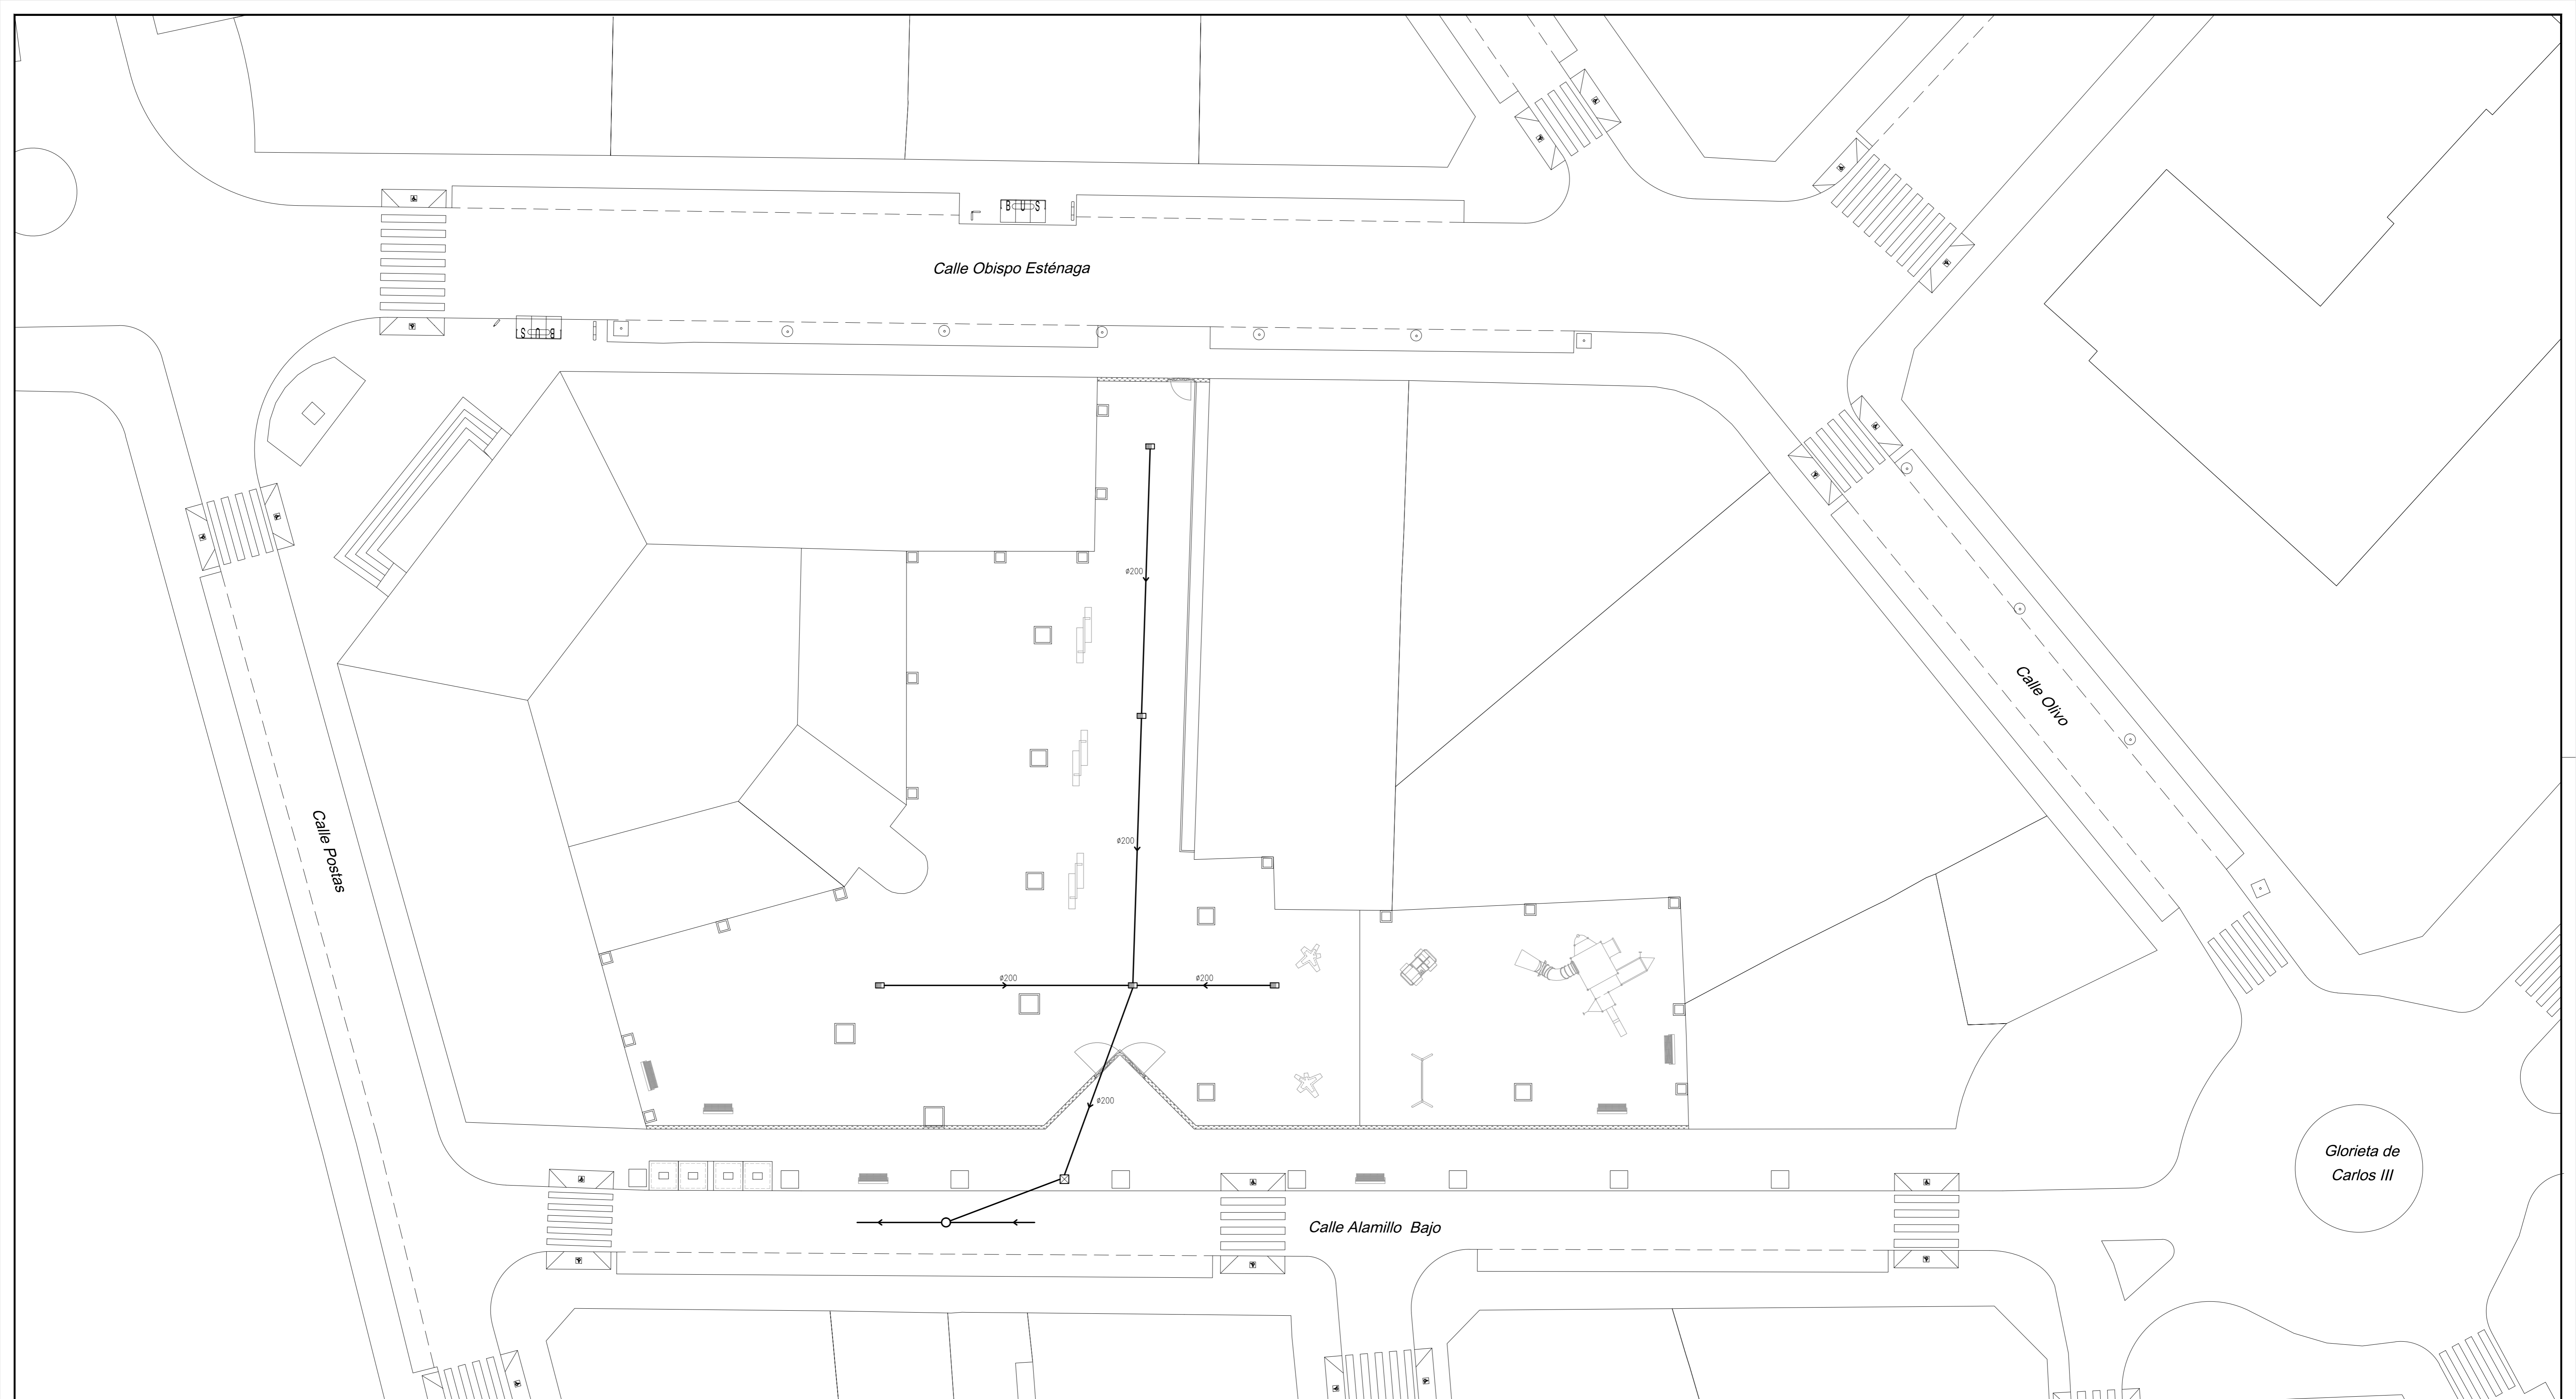 BUS
Calle Obispo Esténaga
BUS
ø200
Calle Olivo
ø200
Calle Postas
ø200
ø200
ø200
Glorieta de
Carlos III
Calle Alamillo Bajo